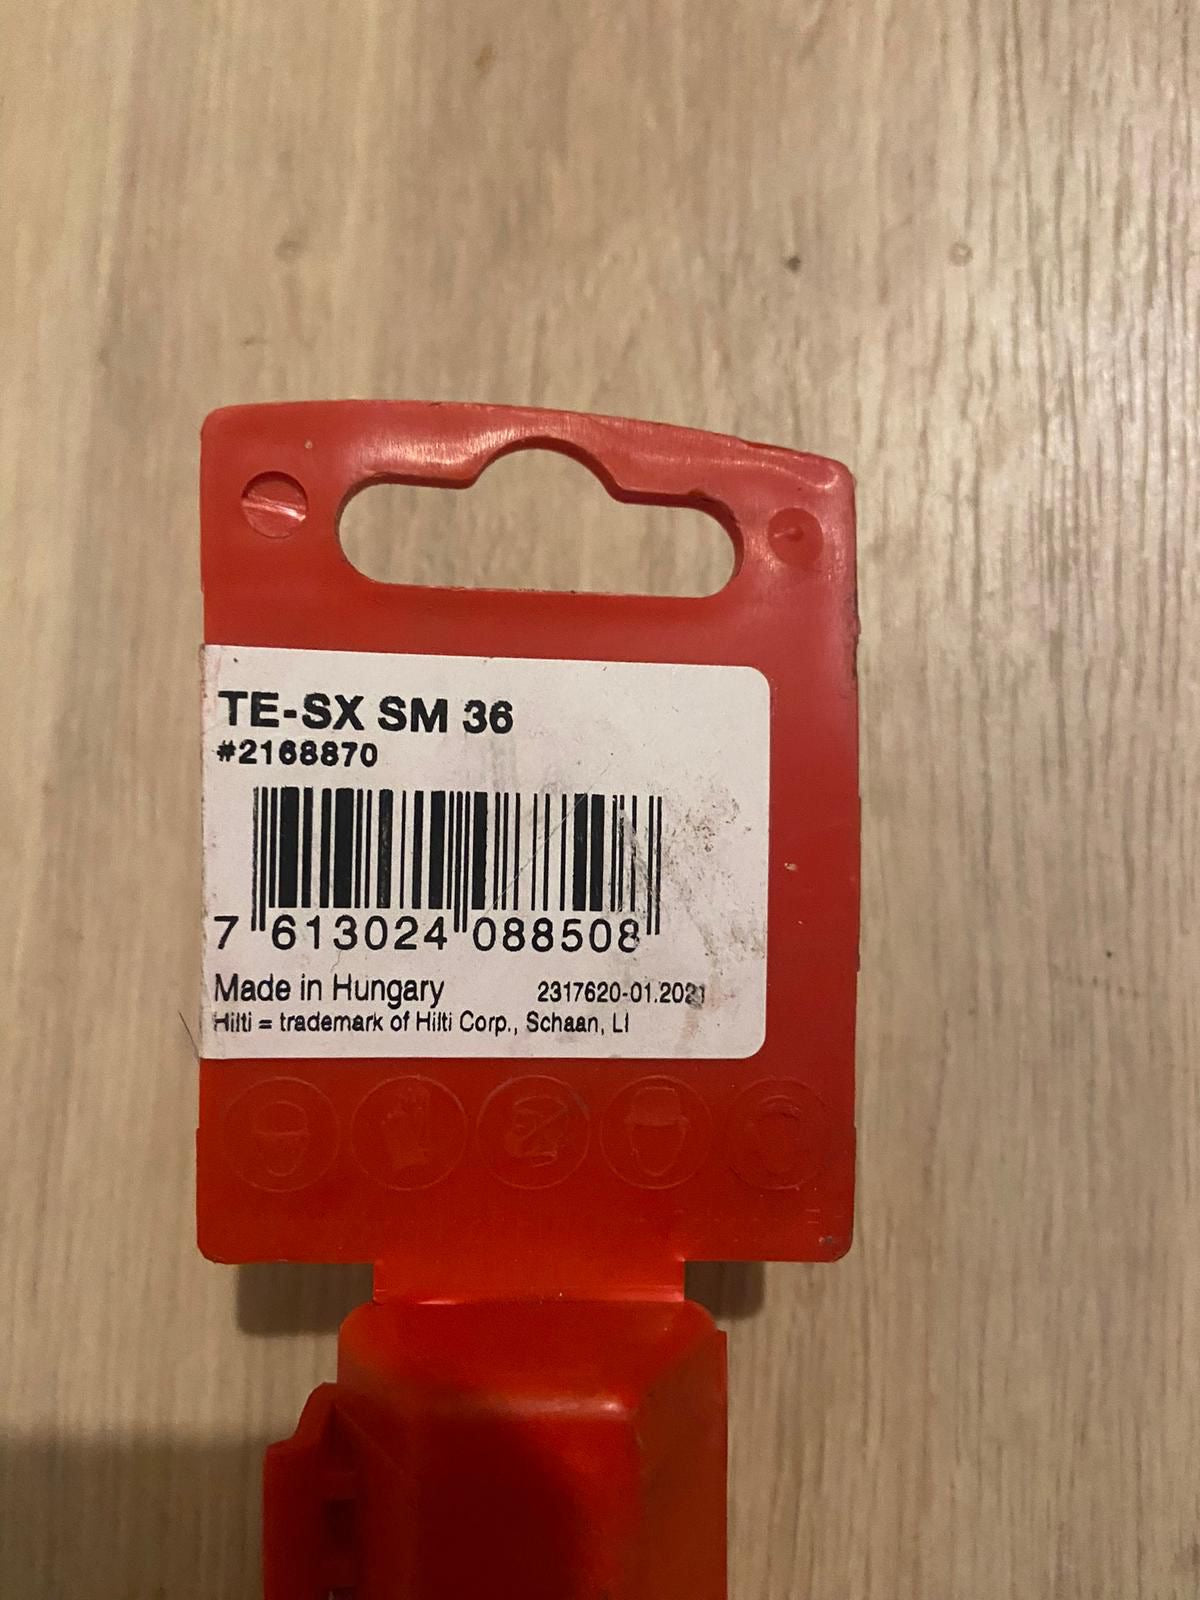 TE-SX SM 36
#2168870
7 613024 088508
Made in Hungary 2317620-01.2021
Hilti = trademark of Hilti Corp., Schaan, LI